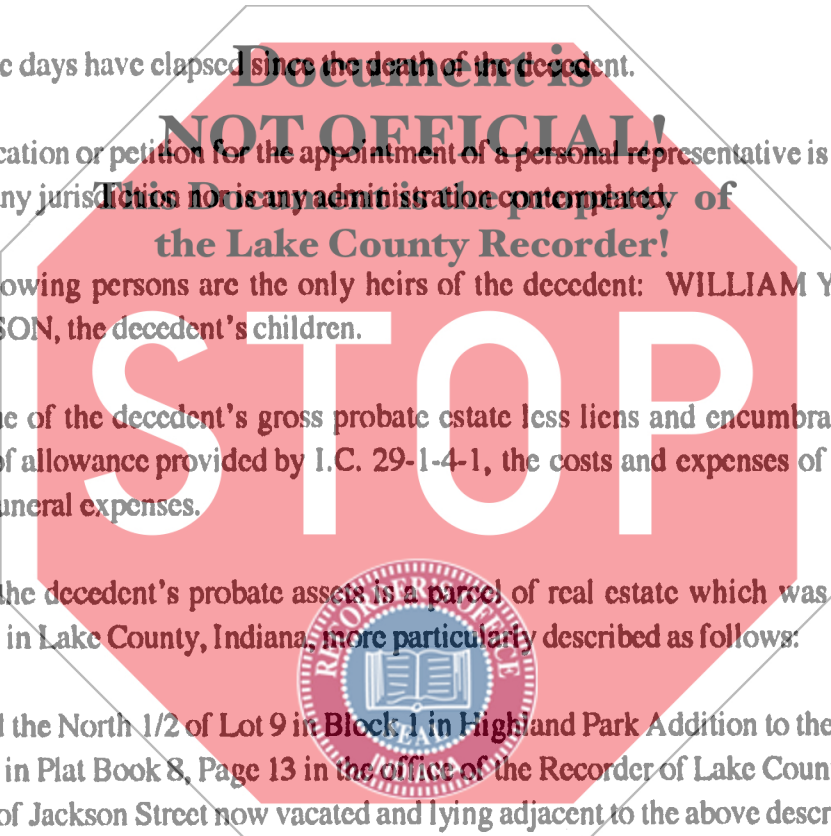 Document is
e days have elapsed since the death of the decedent.
NOT OFFICIAL!
cation or petition for the appointment of a personal representative is
This Document is the property of
ny jurisdiction nor is any administration contemplated.
the Lake County Recorder!
owing persons are the only heirs of the decedent: WILLIAM Y
SON, the decedent's children.
STOP
e of the decedent's gross probate estate less liens and encumbra
of allowance provided by I.C. 29-1-4-1, the costs and expenses of
uneral expenses.
the decedent's probate assets is a parcel of real estate which was
in Lake County, Indiana, more particularly described as follows:
RECORDER'S OFFICE
SEAL
INDIANA
the North 1/2 of Lot 9 in Block 1 in Highland Park Addition to the
in Plat Book 8, Page 13 in the office of the Recorder of Lake Coun
of Jackson Street now vacated and lying adjacent to the above descr